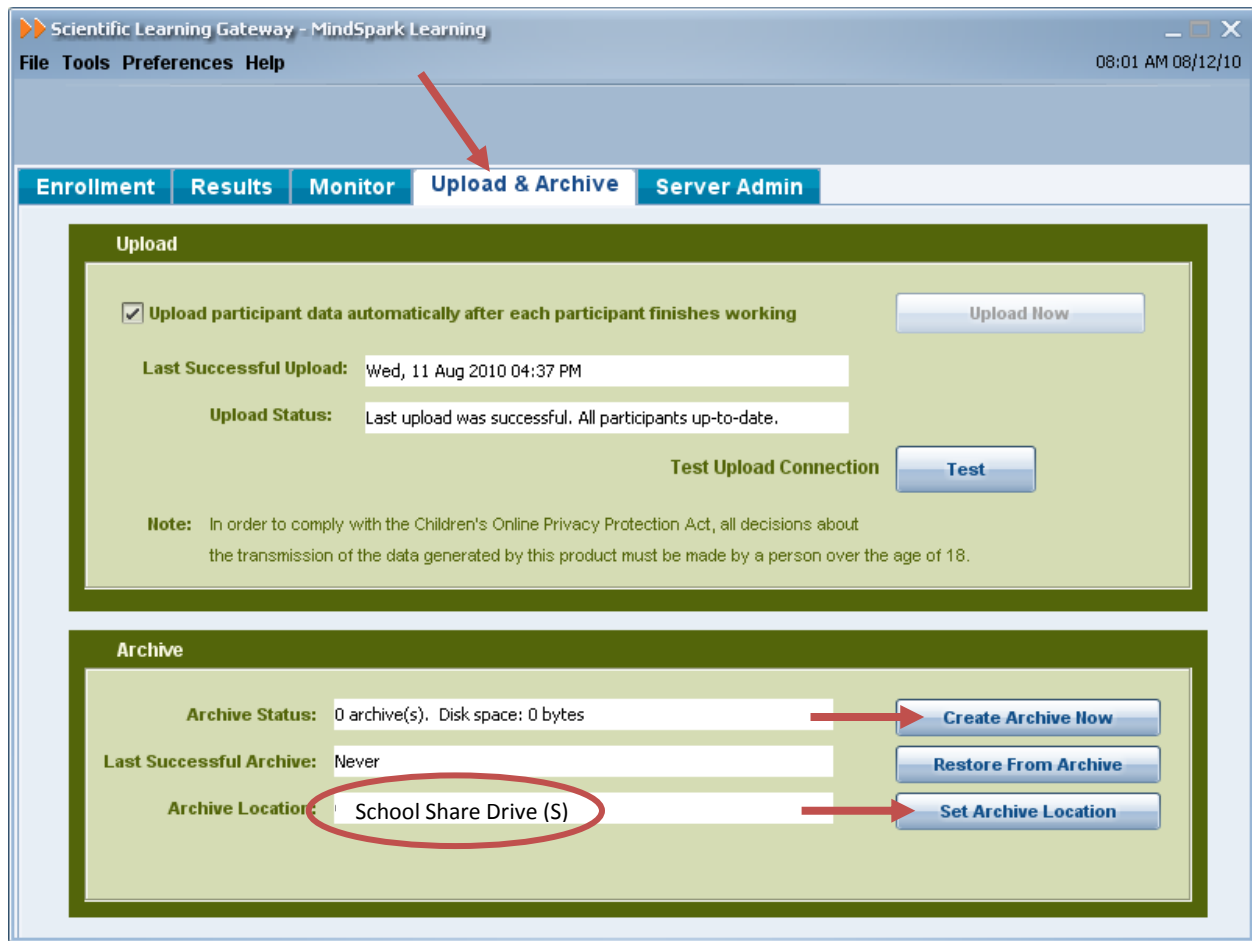 Scientific Learning Gateway - MindSpark Learning
File Tools Preferences Help
08:01 AM 08/12/10
Enrollment Results Monitor Upload & Archive Server Admin
Upload
Upload participant data automatically after each participant finishes working
Upload Now
Last Successful Upload: Wed, 11 Aug 2010 04:37 PM
Upload Status: Last upload was successful. All participants up-to-date.
Test Upload Connection Test
Note: In order to comply with the Children's Online Privacy Protection Act, all decisions about
the transmission of the data generated by this product must be made by a person over the age of 18.
Archive
Archive Status: 0 archive(s). Disk space: 0 bytes
Create Archive Now
Last Successful Archive: Never
Restore From Archive
Archive Location: School Share Drive (S)
Set Archive Location